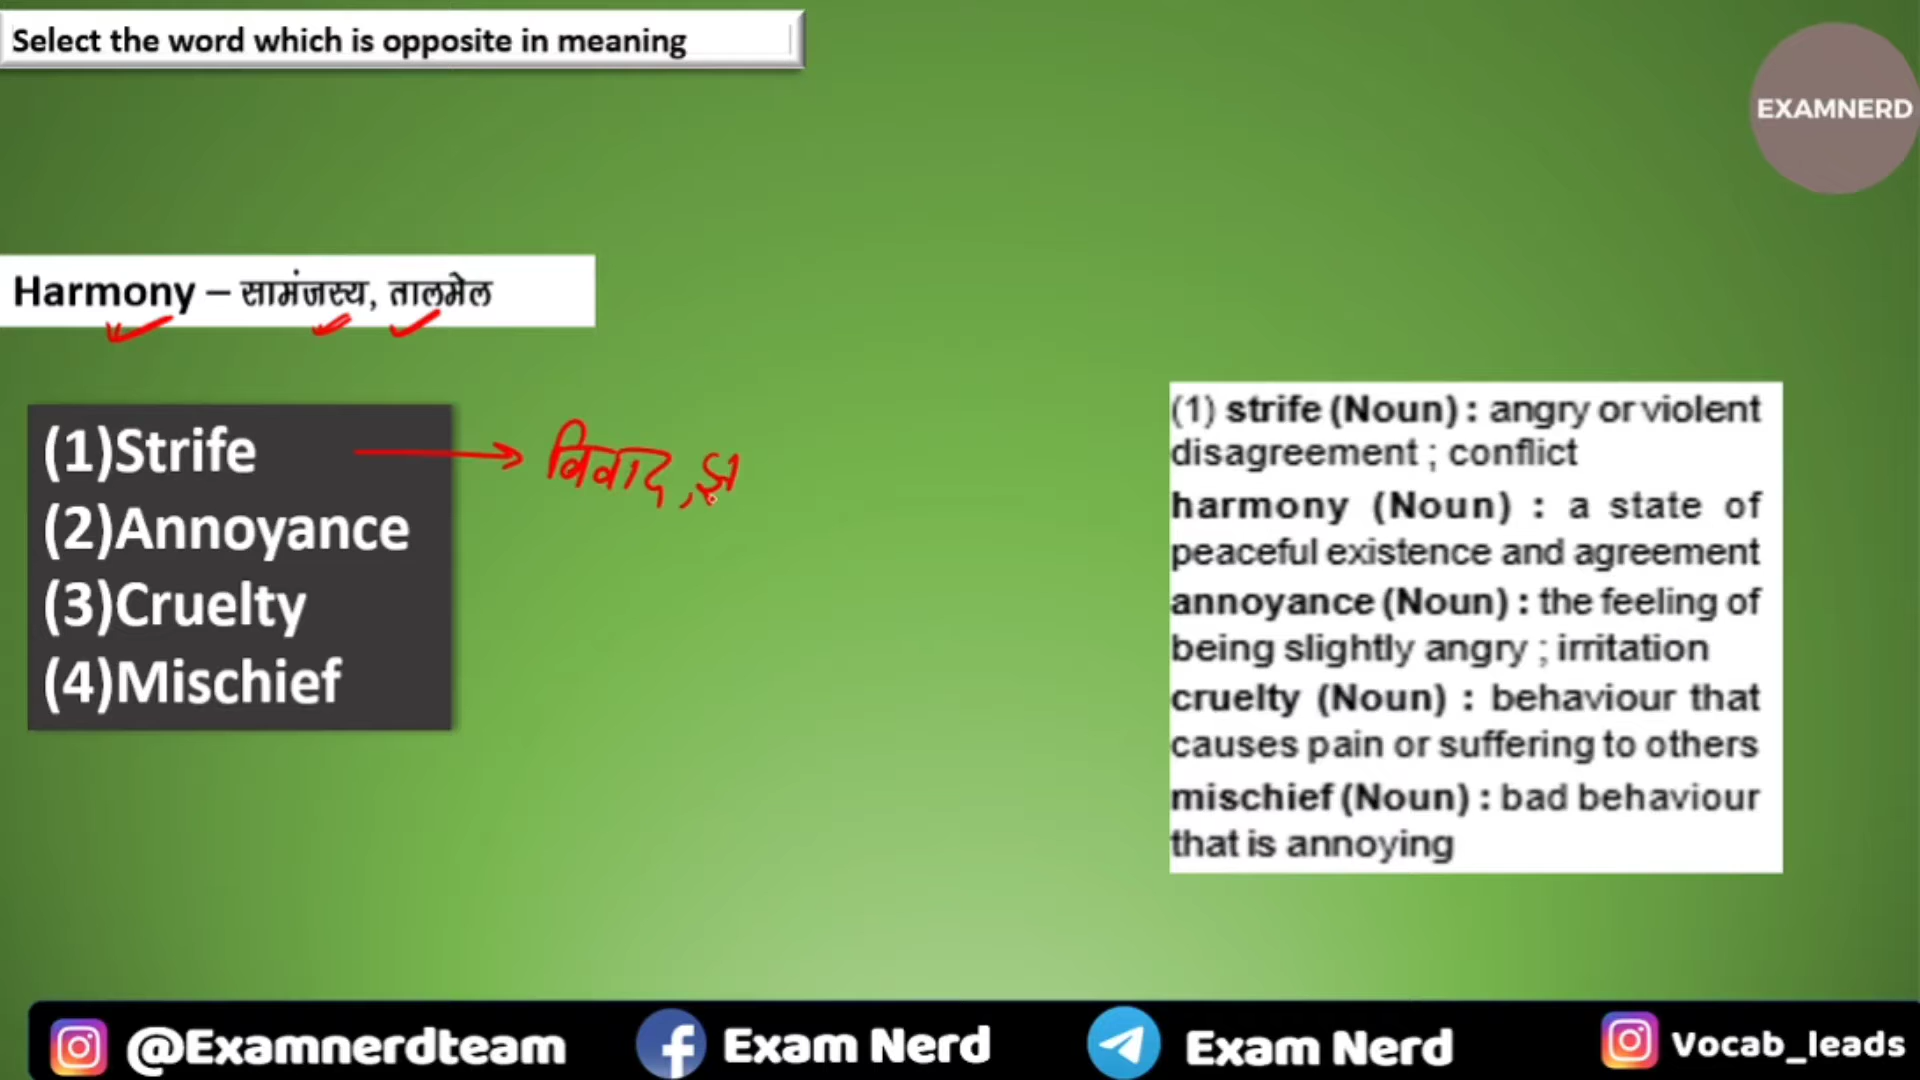 Select the word which is opposite in meaning
EXAMNERD
Harmony – सामंजस्य, तालमेल
(1)Strife
विवाद, झ
(2)Annoyance
(3)Cruelty
(4)Mischief
(1) strife (Noun) : angry or violent
disagreement ; conflict
harmony (Noun) : a state of
peaceful existence and agreement
annoyance (Noun) : the feeling of
being slightly angry ; irritation
cruelty (Noun) : behaviour that
causes pain or suffering to others
mischief (Noun) : bad behaviour
that is annoying
@Examnerdteam Exam Nerd Exam Nerd Vocab_leads